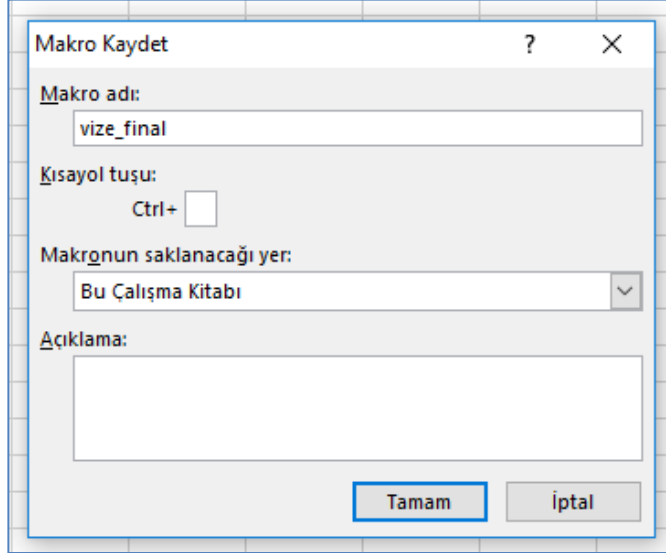 Makro Kaydet ?
Makro adı:
vize_final
Kısayol tuşu:
Ctrl+
Makronun saklanacağı yer:
Bu Çalışma Kitabı
Açıklama:
Tamam İptal